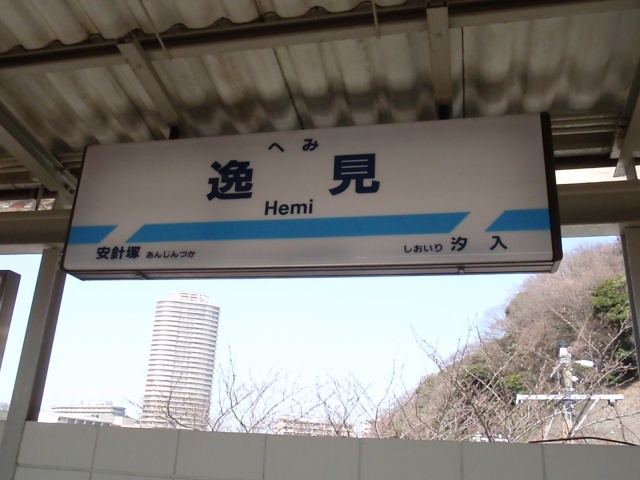 へみ
逸見
Hemi
安針塚 あんじんづか
しおいり 汐入